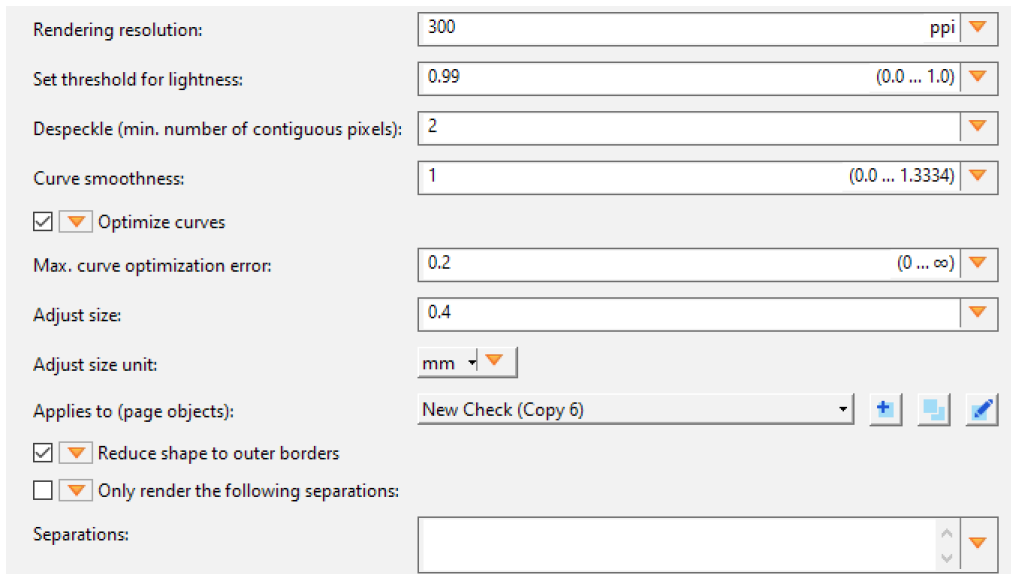 Rendering resolution: 300 ppi
Set threshold for lightness: 0.99 (0.0 ... 1.0)
Despeckle (min. number of contiguous pixels): 2
Curve smoothness: 1 (0.0 ... 1.3334)
Optimize curves
Max. curve optimization error: 0.2 (0 ... ∞)
Adjust size: 0.4
Adjust size unit: mm
Applies to (page objects): New Check (Copy 6)
Reduce shape to outer borders
Only render the following separations:
Separations: